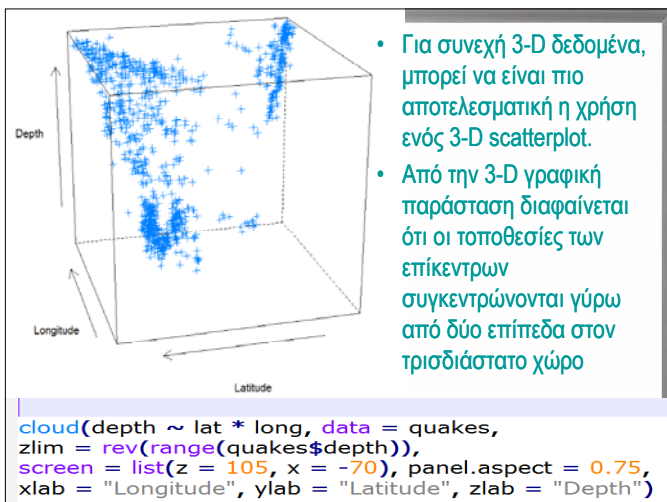 Depth
Longitude
Latitude
• Για συνεχή 3-D δεδομένα,
μπορεί να είναι πιο
αποτελεσματική η χρήση
ενός 3-D scatterplot.
• Από την 3-D γραφική
παράσταση διαφαίνεται
ότι οι τοποθεσίες των
επίκεντρων
συγκεντρώνονται γύρω
από δύο επίπεδα στον
τρισδιάστατο χώρο
cloud(depth ~ lat * long, data = quakes,
zlim = rev(range(quakes$depth)),
screen = list(z = 105, x = -70), panel.aspect = 0.75,
xlab = "Longitude", ylab = "Latitude", zlab = "Depth")